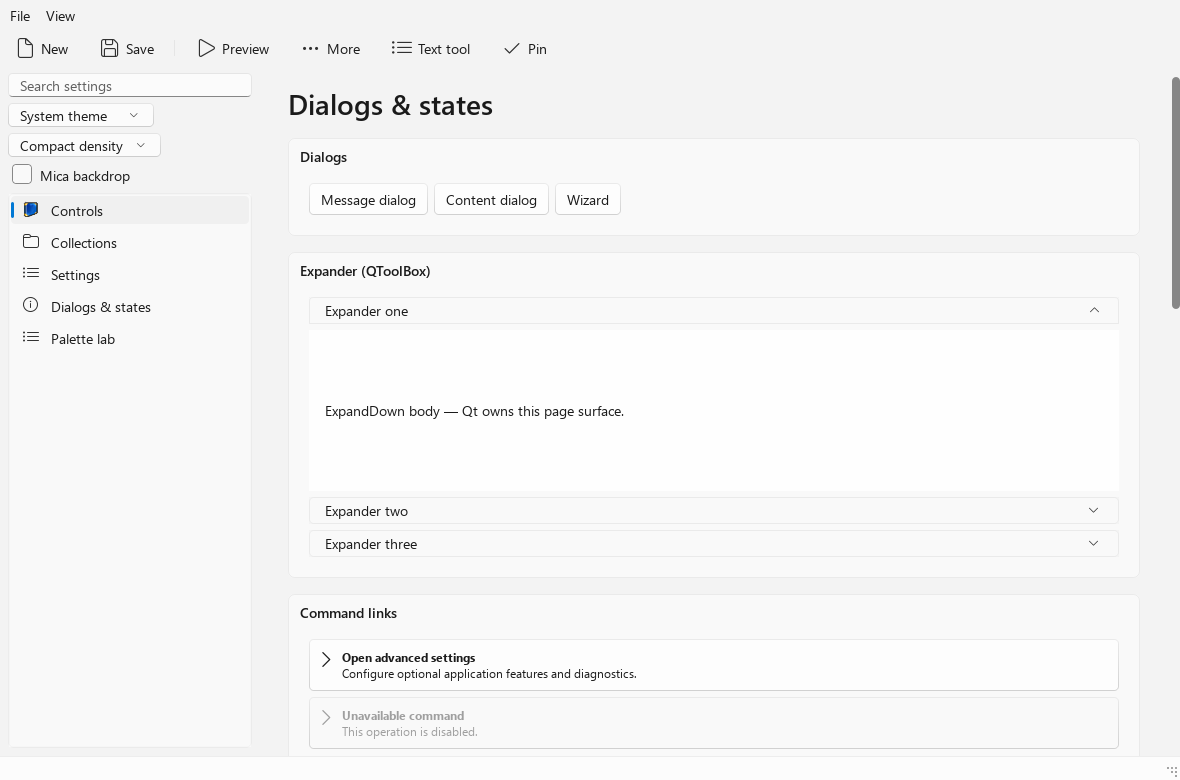 File View
New Save Preview More Text tool Pin
Search settings
System theme
Compact density
Mica backdrop
Controls
Collections
Settings
Dialogs & states
Palette lab
Dialogs & states
Dialogs
Message dialog Content dialog Wizard
Expander (QToolBox)
Expander one
ExpandDown body — Qt owns this page surface.
Expander two
Expander three
Command links
Open advanced settings
Configure optional application features and diagnostics.
Unavailable command
This operation is disabled.